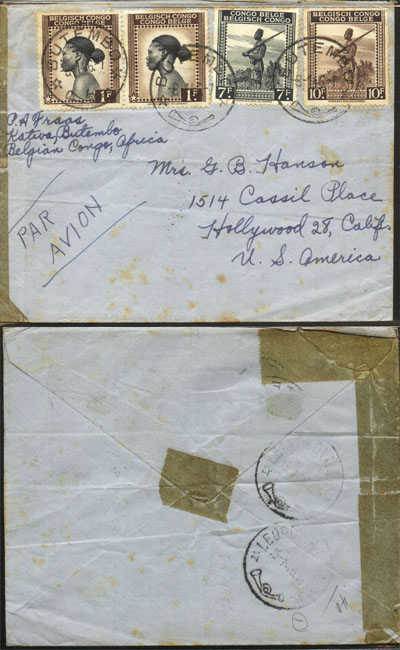 BELGISCH CONGO
CONGO BELGE
1F
BELGISCH CONGO
CONGO BELGE
1F
CONGO BELGE
BELGISCH CONGO
7F 7F
CONGO BELGE
BELGISCH CONGO
10F 10F
BUTEMBO
P.A Fraas
Katwa, Butembo
Belgian Congo, Africa
PAR
AVION
Mrs. G. B. Hanson
1514 Cassil Place
Hollywood 28, Calif.
U. S. America